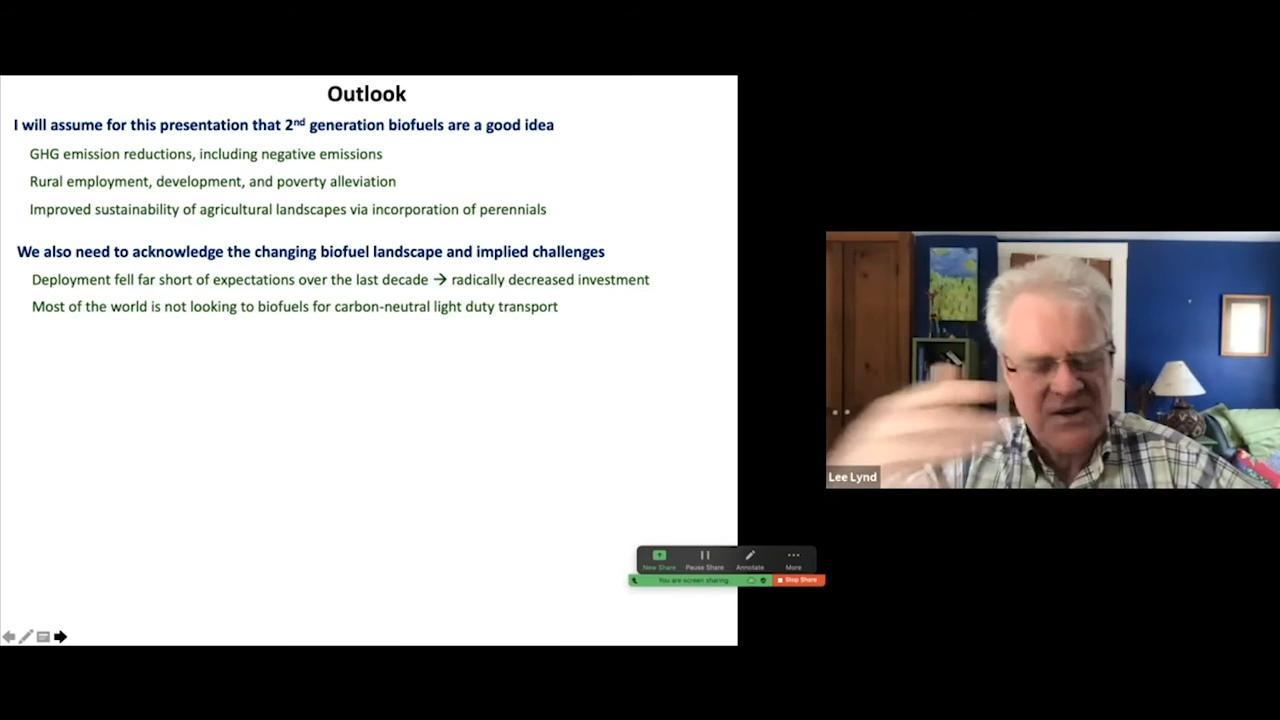 Outlook
I will assume for this presentation that 2nd generation biofuels are a good idea
GHG emission reductions, including negative emissions
Rural employment, development, and poverty alleviation
Improved sustainability of agricultural landscapes via incorporation of perennials
We also need to acknowledge the changing biofuel landscape and implied challenges
Deployment fell far short of expectations over the last decade → radically decreased investment
Most of the world is not looking to biofuels for carbon-neutral light duty transport
Lee Lynd
New Share Pause Share Annotate More
You are screen sharing Stop Share